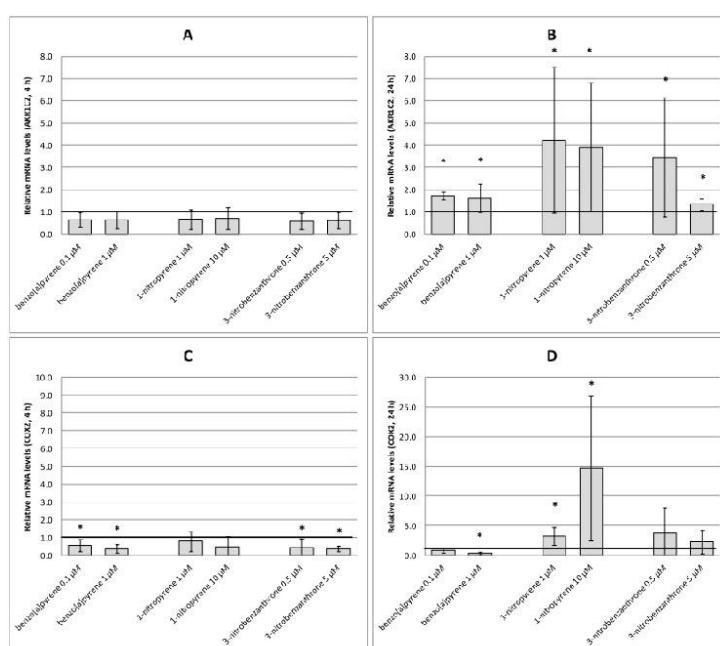 A
Relative mRNA levels (AKR1C2, 4 h)
8.0
7.0
6.0
5.0
4.0
3.0
2.0
1.0
0.0
benzo(a)pyrene 0.1 µM
benzo(a)pyrene 1 µM
1-nitropyrene 1 µM
1-nitropyrene 10 µM
3-nitrobenzanthrone 0.5 µM
3-nitrobenzanthrone 5 µM
B
Relative mRNA levels (AKR1C2, 24 h)
8.0
7.0
6.0
5.0
4.0
3.0
2.0
1.0
0.0
* * * * * *
benzo(a)pyrene 0.1 µM
benzo(a)pyrene 1 µM
1-nitropyrene 1 µM
1-nitropyrene 10 µM
3-nitrobenzanthrone 0.5 µM
3-nitrobenzanthrone 5 µM
C
Relative mRNA levels (COX2, 4 h)
10.0
9.0
8.0
7.0
6.0
5.0
4.0
3.0
2.0
1.0
0.0
* * * *
benzo(a)pyrene 0.1 µM
benzo(a)pyrene 1 µM
1-nitropyrene 1 µM
1-nitropyrene 10 µM
3-nitrobenzanthrone 0.5 µM
3-nitrobenzanthrone 5 µM
D
Relative mRNA levels (COX2, 24 h)
30.0
25.0
20.0
15.0
10.0
5.0
0.0
* * *
benzo(a)pyrene 0.1 µM
benzo(a)pyrene 1 µM
1-nitropyrene 1 µM
1-nitropyrene 10 µM
3-nitrobenzanthrone 0.5 µM
3-nitrobenzanthrone 5 µM